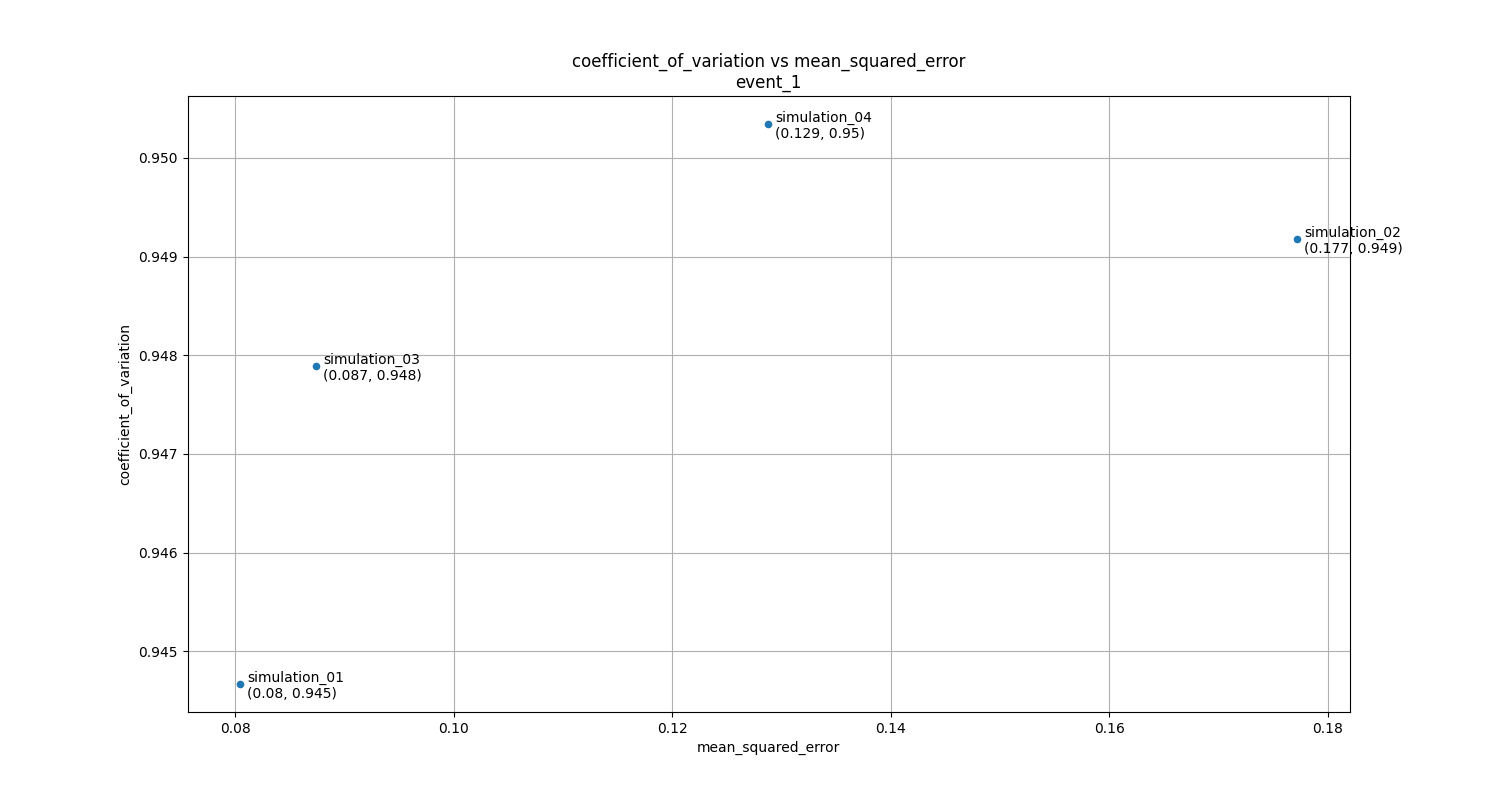 coefficient_of_variation vs mean_squared_error
event_1
simulation_04
(0.129, 0.95)
0.950
simulation_02
(0.177, 0.949)
0.949
simulation_03
(0.087, 0.948)
0.948
coefficient_of_variation
0.947
0.946
0.945
simulation_01
(0.08, 0.945)
0.08
0.10
0.12
0.14
0.16
0.18
mean_squared_error